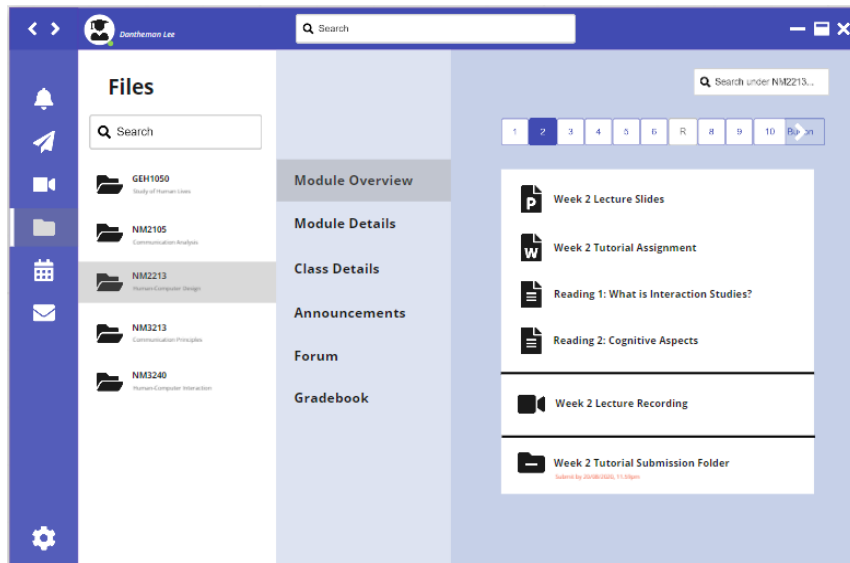 Dantheman Lee
Search
Files
Search
GEH1050
Study of Human Lives
NM2105
Communication Analysis
NM2213
Human-Computer Design
NM3213
Communication Principles
NM3240
Human-Computer Interaction
Module Overview
Module Details
Class Details
Announcements
Forum
Gradebook
Search under NM2213...
1 2 3 4 5 6 R 8 9 10
P
Week 2 Lecture Slides
W
Week 2 Tutorial Assignment
Reading 1: What is Interaction Studies?
Reading 2: Cognitive Aspects
Week 2 Lecture Recording
Week 2 Tutorial Submission Folder
Submit by